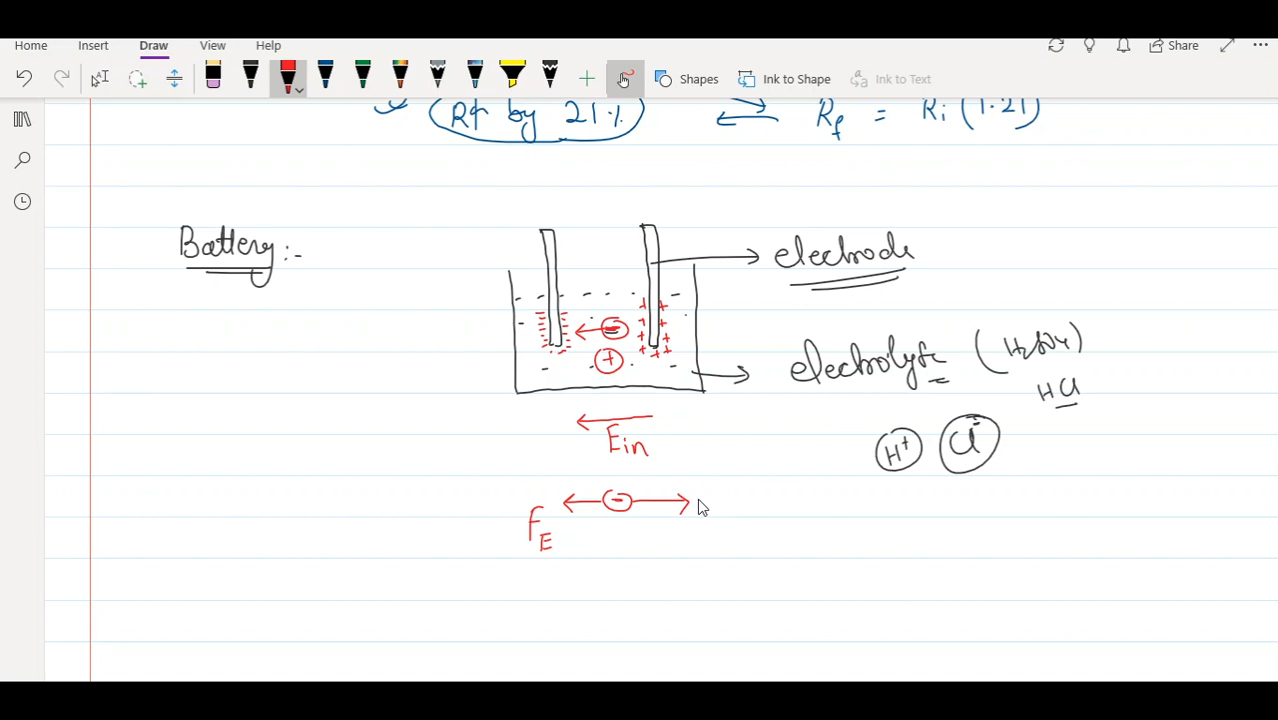 Home Insert Draw View Help
Share
Shapes Ink to Shape Ink to Text
R↑ by 21% Rf = Ri (1.21)
Battery:-
electrode
electrolyte (H2SO4)
HCl
H+ Cl-
Ein
FE